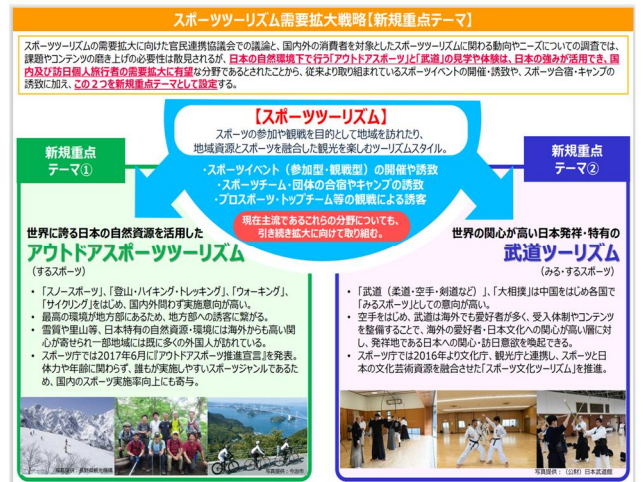 スポーツツーリズム需要拡大戦略【新規重点テーマ】
スポーツツーリズムの需要拡大に向けた官民連携協議会での議論と、国内外の消費者を対象としたスポーツツーリズムに関わる動向やニーズについての調査では、
課題やコンテンツの磨き上げの必要性は散見されるが、日本の自然環境下で行う「アウトドアスポーツ」と「武道」の見学や体験は、日本の強みが活用でき、国
内及び訪日個人旅行者の需要拡大に有望な分野であるとされたことから、従来より取り組まれているスポーツイベントの開催・誘致や、スポーツ合宿・キャンプの
誘致に加え、この2つを新規重点テーマとして設定する。
【スポーツツーリズム】
スポーツの参加や観戦を目的として地域を訪れたり、
地域資源とスポーツを融合した観光を楽しむツーリズムスタイル。
・スポーツイベント（参加型・観戦型）の開催や誘致
・スポーツチーム・団体の合宿やキャンプの誘致
・プロスポーツ・トップチーム等の観戦による誘客
現在主流であるこれらの分野についても、
引き続き拡大に向けて取り組む。
新規重点
テーマ①
世界に誇る日本の自然資源を活用した
アウトドアスポーツツーリズム
（するスポーツ）
・「スノースポーツ」、「登山・ハイキング・トレッキング」、「ウォーキング」、
「サイクリング」をはじめ、国内外問わず実施意向が高い。
・最高の環境が地方部にあるため、地方部への誘客に繋がる。
・雪質や里山等、日本特有の自然資源・環境には海外からも高い関
心が寄せられ一部地域には既に多くの外国人が訪れている。
・スポーツ庁では2017年6月に『アウトドアスポーツ推進宣言』を発表。
体力や年齢に関わらず、誰もが実施しやすいスポーツジャンルであるた
め、国内のスポーツ実施率向上にも寄与。
写真提供：長野県観光機構
写真提供：今治市
新規重点
テーマ②
世界の関心が高い日本発祥・特有の
武道ツーリズム
（みる・するスポーツ）
・「武道（柔道・空手・剣道など）」、「大相撲」は中国をはじめ各国で
「みるスポーツ」としての意向が高い。
・空手をはじめ、武道は海外でも愛好者が多く、受入体制やコンテンツ
を整備することで、海外の愛好者・日本文化への関心が高い層に対
し、発祥地である日本への関心・訪日意欲を喚起できる。
・スポーツ庁では2016年より文化庁、観光庁と連携し、スポーツと日
本の文化芸術資源を融合させた「スポーツ文化ツーリズム」を推進。
写真提供：（公財）日本武道館